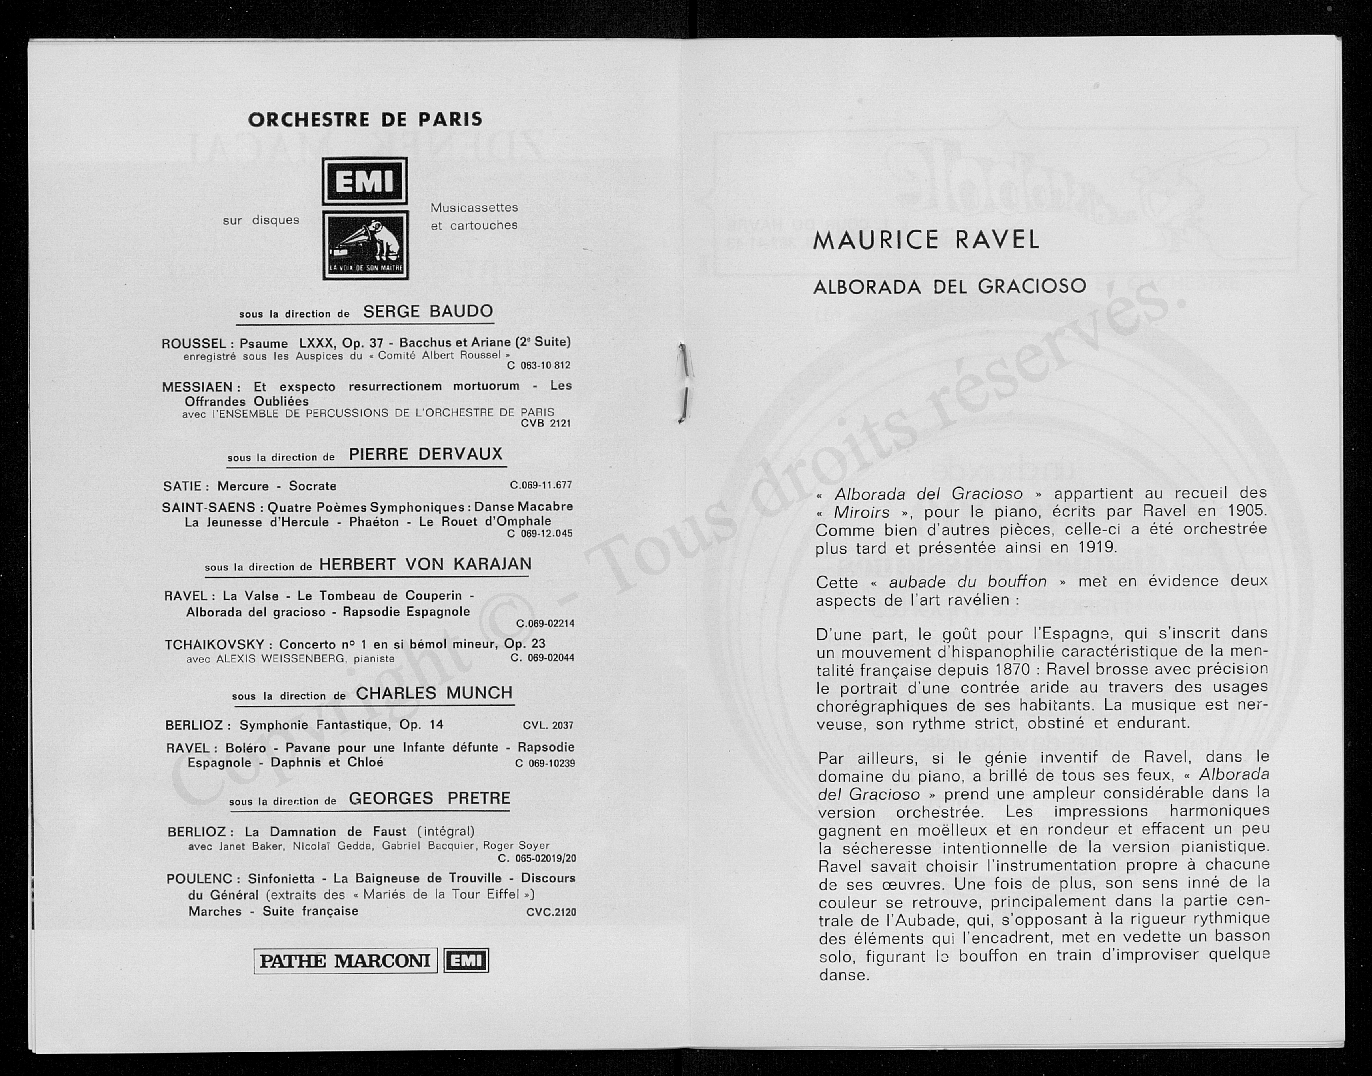 ORCHESTRE DE PARIS
EMI
sur disques
Musicassettes
et cartouches
LA VOIX DE SON MAITRE
sous la direction de SERGE BAUDO
ROUSSEL : Psaume LXXX, Op. 37 - Bacchus et Ariane (2e Suite)
enregistré sous les Auspices du « Comité Albert Roussel »
C 063-10 812
MESSIAEN : Et exspecto resurrectionem mortuorum - Les
Offrandes Oubliées
avec l'ENSEMBLE DE PERCUSSIONS DE L'ORCHESTRE DE PARIS
CVB 2121
sous la direction de PIERRE DERVAUX
SATIE : Mercure - Socrate C.069-11.677
SAINT-SAENS : Quatre Poèmes Symphoniques : Danse Macabre
La Jeunesse d'Hercule - Phaéton - Le Rouet d'Omphale
C 069-12.045
sous la direction de HERBERT VON KARAJAN
RAVEL : La Valse - Le Tombeau de Couperin -
Alborada del gracioso - Rapsodie Espagnole
C.069-02214
TCHAIKOVSKY : Concerto no 1 en si bémol mineur, Op. 23
avec ALEXIS WEISSENBERG, pianiste C. 069-02044
sous la direction de CHARLES MUNCH
BERLIOZ : Symphonie Fantastique, Op. 14 CVL. 2037
RAVEL : Boléro - Pavane pour une Infante défunte - Rapsodie
Espagnole - Daphnis et Chloé C 069-10239
sous la direction de GEORGES PRETRE
BERLIOZ : La Damnation de Faust (intégral)
avec Janet Baker, Nicolaï Gedda, Gabriel Bacquier, Roger Soyer
C. 065-02019/20
POULENC : Sinfonietta - La Baigneuse de Trouville - Discours
du Général (extraits des « Mariés de la Tour Eiffel »)
Marches - Suite française CVC.2120
PATHE MARCONI EMI
MAURICE RAVEL
ALBORADA DEL GRACIOSO
« Alborada del Gracioso » appartient au recueil des
« Miroirs », pour le piano, écrits par Ravel en 1905.
Comme bien d'autres pièces, celle-ci a été orchestrée
plus tard et présentée ainsi en 1919.
Cette « aubade du bouffon » met en évidence deux
aspects de l'art ravélien :
D'une part, le goût pour l'Espagne, qui s'inscrit dans
un mouvement d'hispanophilie caractéristique de la men-
talité française depuis 1870 : Ravel brosse avec précision
le portrait d'une contrée aride au travers des usages
chorégraphiques de ses habitants. La musique est ner-
veuse, son rythme strict, obstiné et endurant.
Par ailleurs, si le génie inventif de Ravel, dans le
domaine du piano, a brillé de tous ses feux, « Alborada
del Gracioso » prend une ampleur considérable dans la
version orchestrée. Les impressions harmoniques
gagnent en moëlleux et en rondeur et effacent un peu
la sécheresse intentionnelle de la version pianistique.
Ravel savait choisir l'instrumentation propre à chacune
de ses œuvres. Une fois de plus, son sens inné de la
couleur se retrouve, principalement dans la partie cen-
trale de l'Aubade, qui, s'opposant à la rigueur rythmique
des éléments qui l'encadrent, met en vedette un basson
solo, figurant le bouffon en train d'improviser quelque
danse.
Copyright © - Tous droits réservés.